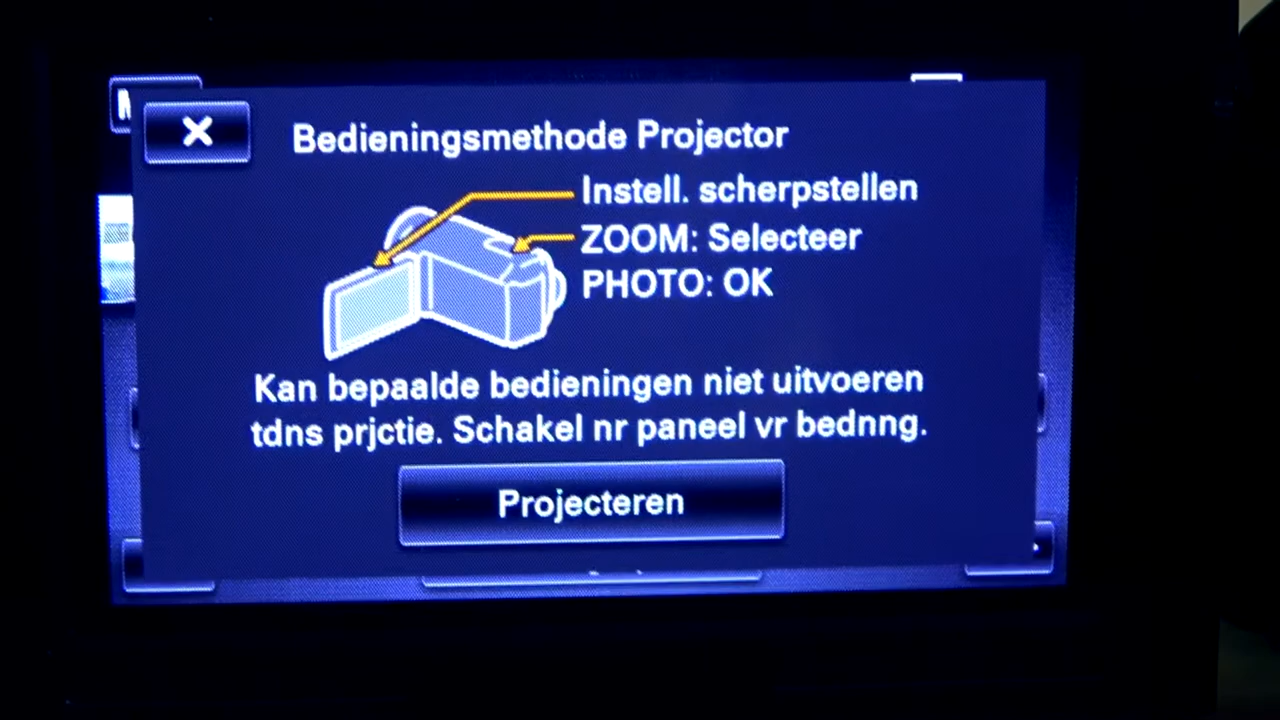 Bedieningsmethode Projector
Instell. scherpstellen
ZOOM: Selecteer
PHOTO: OK
Kan bepaalde bedieningen niet uitvoeren
tdns prjctie. Schakel nr paneel vr bednng.
Projecteren